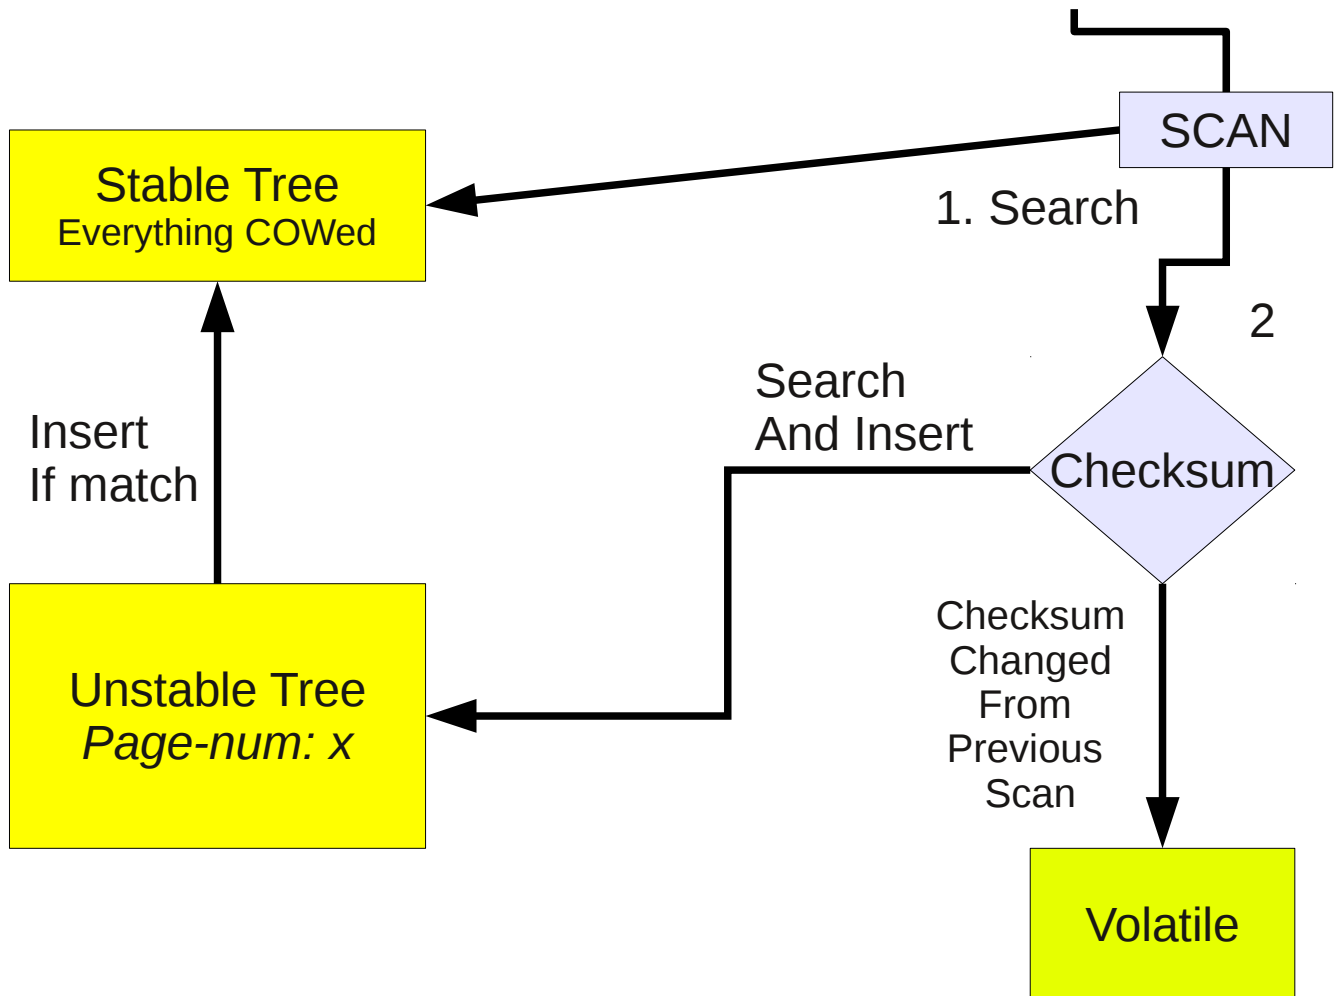 SCAN
Stable Tree
Everything COWed
1. Search
2
Search
And Insert
Checksum
Insert
If match
Checksum
Changed
From
Previous
Scan
Unstable Tree
Page-num: x
Volatile